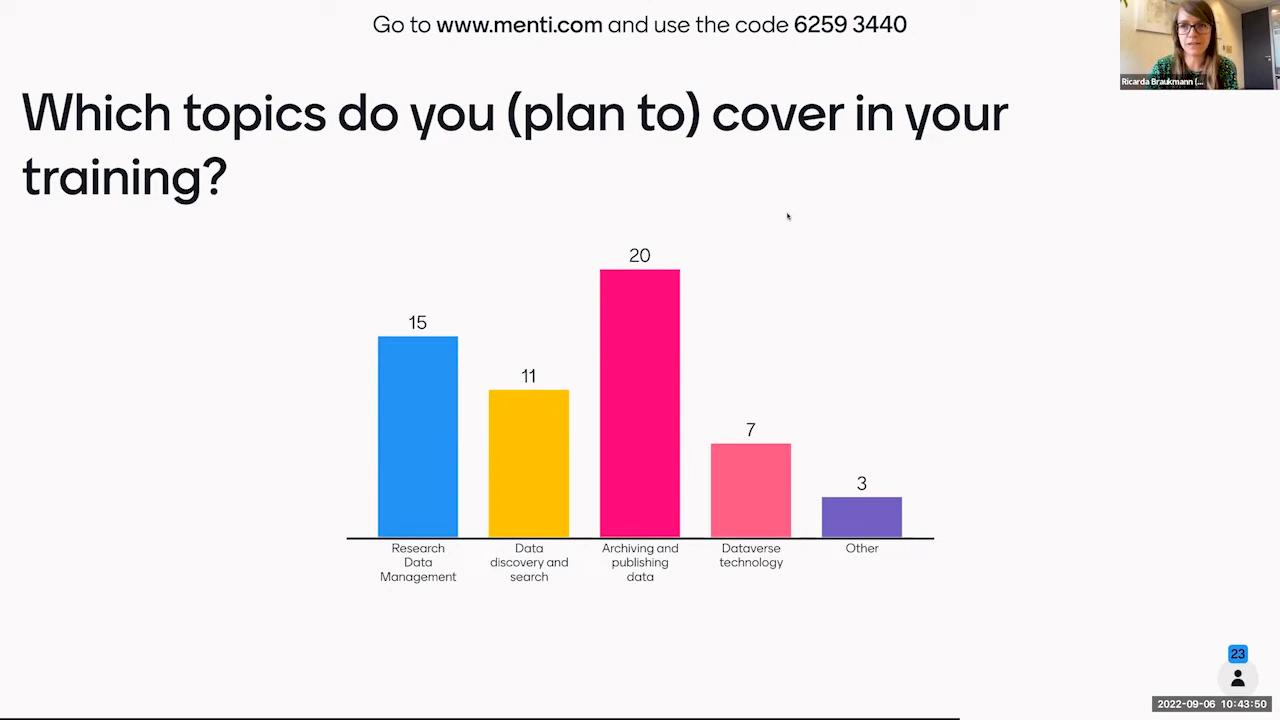 Go to www.menti.com and use the code 6259 3440
Ricarda Braukmann (...
Which topics do you (plan to) cover in your
training?
20
15
11
7
3
Research
Data
Management
Data
discovery and
search
Archiving and
publishing
data
Dataverse
technology
Other
23
2022-09-06 10:43:50